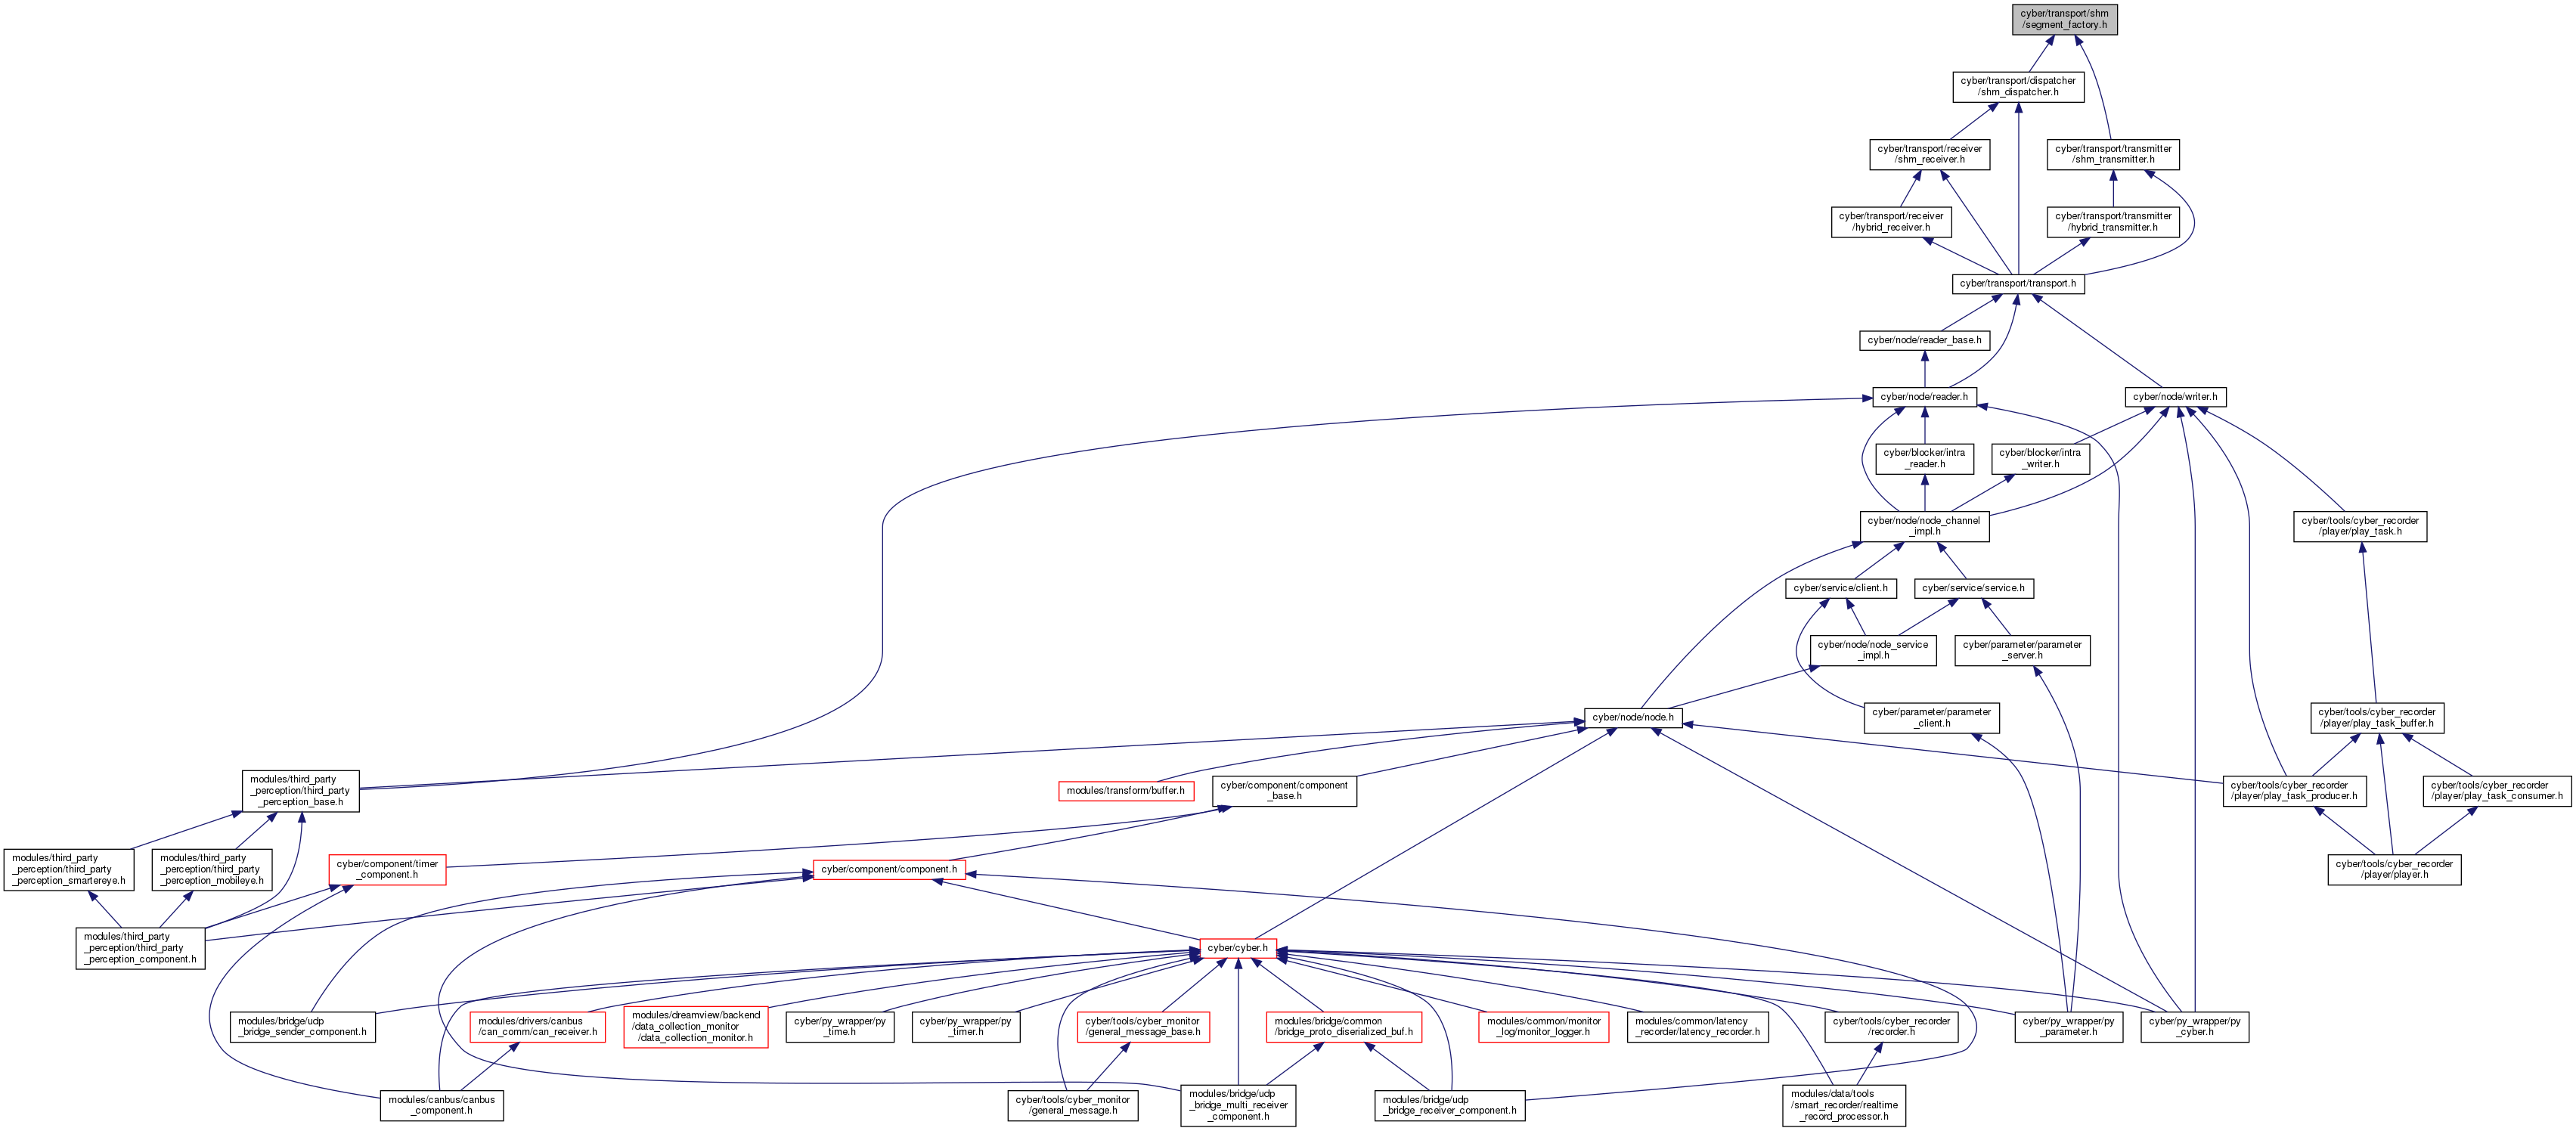 cyber/transport/shm
/segment_factory.h
cyber/transport/dispatcher
/shm_dispatcher.h
cyber/transport/receiver
/shm_receiver.h
cyber/transport/transmitter
/shm_transmitter.h
cyber/transport/receiver
/hybrid_receiver.h
cyber/transport/transmitter
/hybrid_transmitter.h
cyber/transport/transport.h
cyber/node/reader_base.h
cyber/node/reader.h
cyber/node/writer.h
cyber/blocker/intra
_reader.h
cyber/blocker/intra
_writer.h
cyber/node/node_channel
_impl.h
cyber/tools/cyber_recorder
/player/play_task.h
cyber/service/client.h
cyber/service/service.h
cyber/node/node_service
_impl.h
cyber/parameter/parameter
_server.h
cyber/node/node.h
cyber/parameter/parameter
_client.h
cyber/tools/cyber_recorder
/player/play_task_buffer.h
modules/third_party
_perception/third_party
_perception_base.h
modules/transform/buffer.h
cyber/component/component
_base.h
cyber/tools/cyber_recorder
/player/play_task_producer.h
cyber/tools/cyber_recorder
/player/play_task_consumer.h
modules/third_party
_perception/third_party
_perception_smartereye.h
modules/third_party
_perception/third_party
_perception_mobileye.h
cyber/component/timer
_component.h
cyber/component/component.h
cyber/tools/cyber_recorder
/player/player.h
modules/third_party
_perception/third_party
_perception_component.h
cyber/cyber.h
modules/bridge/udp
_bridge_sender_component.h
modules/drivers/canbus
/can_comm/can_receiver.h
modules/dreamview/backend
/data_collection_monitor
/data_collection_monitor.h
cyber/py_wrapper/py
_time.h
cyber/py_wrapper/py
_timer.h
cyber/tools/cyber_monitor
/general_message_base.h
modules/bridge/common
/bridge_proto_diserialized_buf.h
modules/common/monitor
_log/monitor_logger.h
modules/common/latency
_recorder/latency_recorder.h
cyber/tools/cyber_recorder
/recorder.h
cyber/py_wrapper/py
_parameter.h
cyber/py_wrapper/py
_cyber.h
modules/canbus/canbus
_component.h
cyber/tools/cyber_monitor
/general_message.h
modules/bridge/udp
_bridge_multi_receiver
_component.h
modules/bridge/udp
_bridge_receiver_component.h
modules/data/tools
/smart_recorder/realtime
_record_processor.h